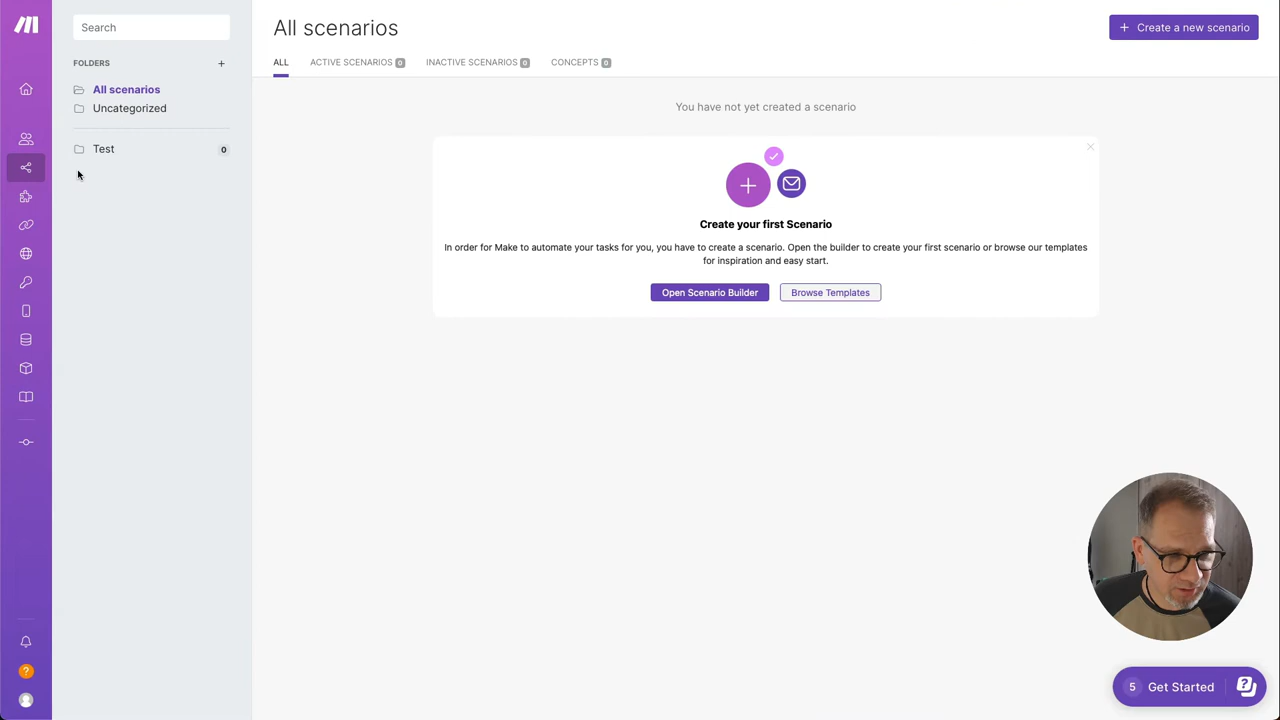 Search
FOLDERS +
All scenarios
Uncategorized
Test 0
All scenarios
+ Create a new scenario
ALL ACTIVE SCENARIOS 0 INACTIVE SCENARIOS 0 CONCEPTS 0
You have not yet created a scenario
Create your first Scenario
In order for Make to automate your tasks for you, you have to create a scenario. Open the builder to create your first scenario or browse our templates
for inspiration and easy start.
Open Scenario Builder Browse Templates
?
5 Get Started ?